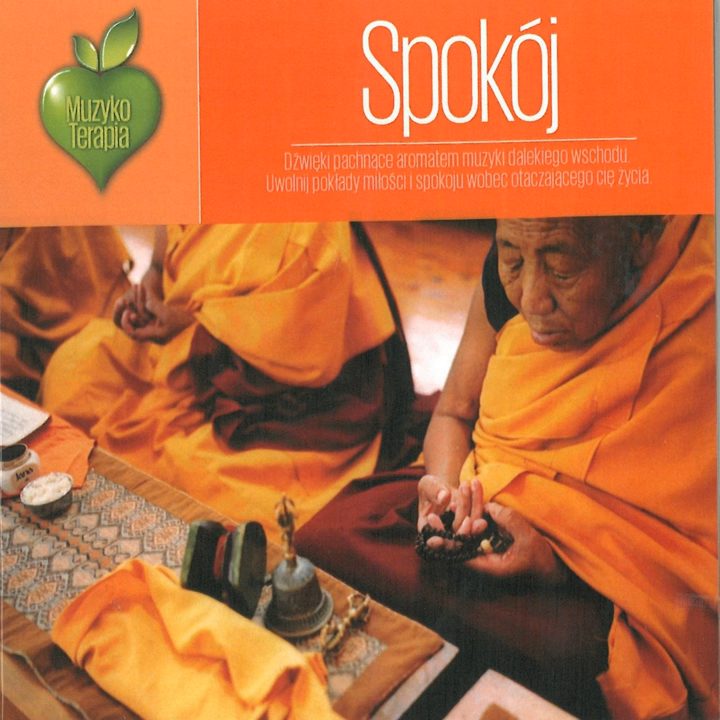 Muzyko
Terapia
Spokój
Dźwięki pachnące aromatem muzyki dalekiego wschodu.
Uwolnij pokłady miłości i spokoju wobec otaczającego cię życia.